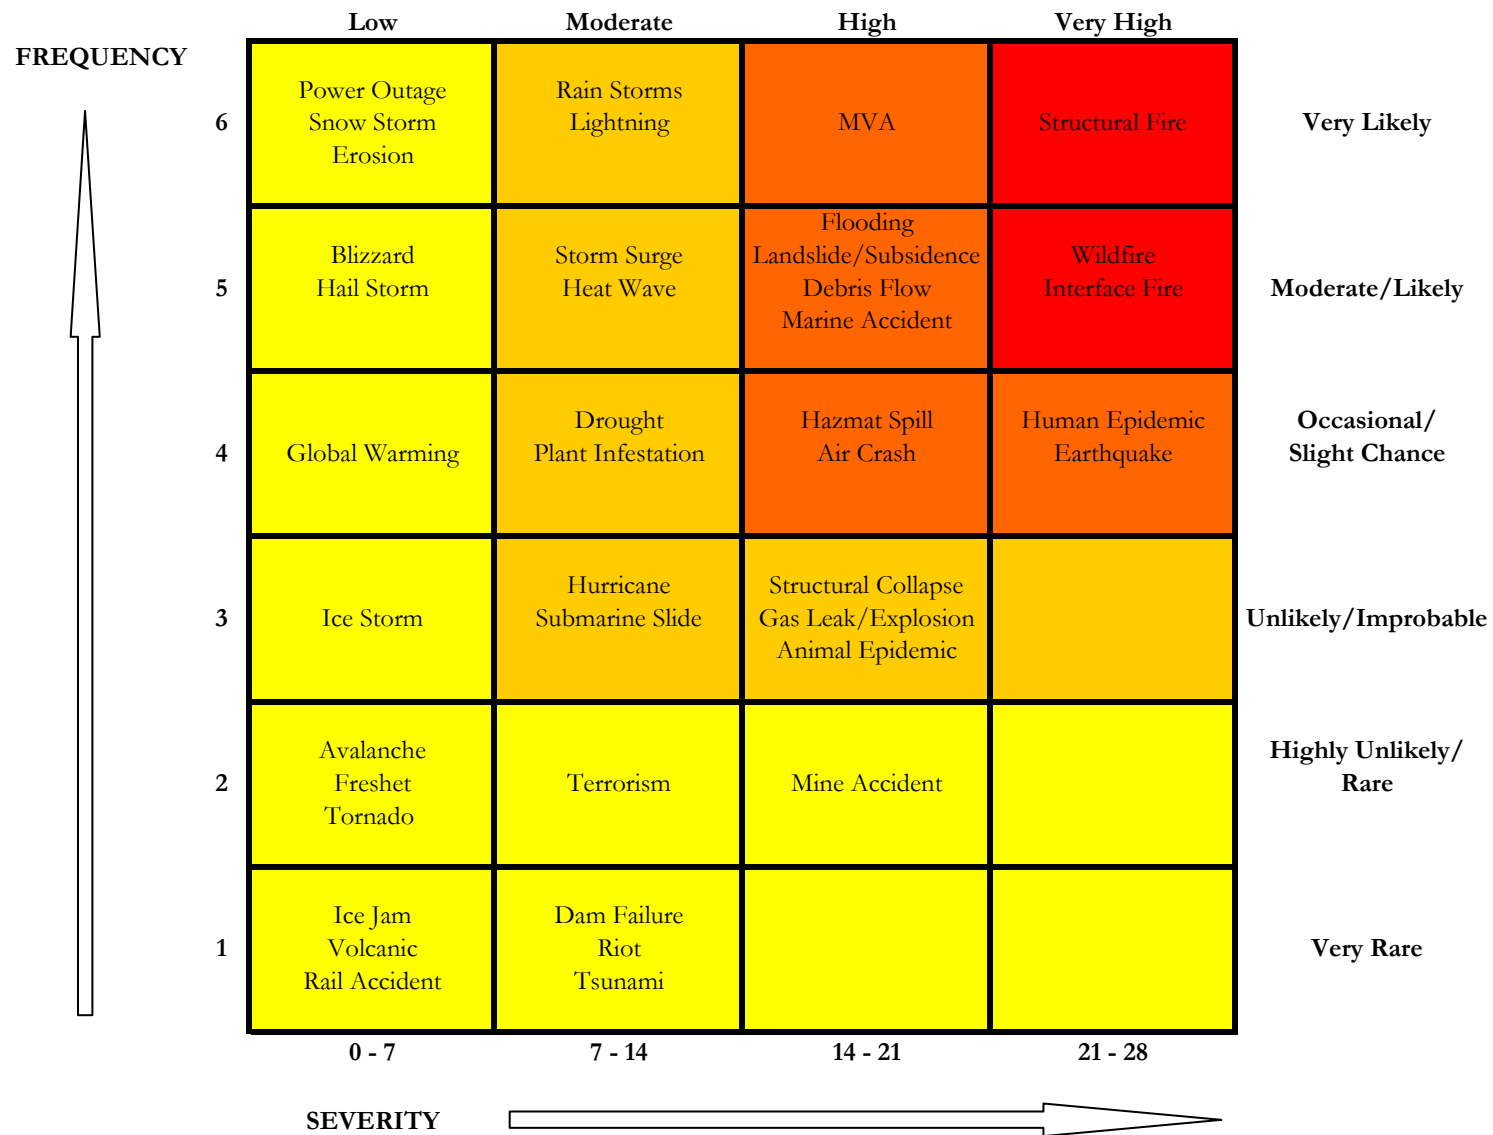 Low Moderate High Very High
FREQUENCY
6
Power Outage
Snow Storm
Erosion
Rain Storms
Lightning
MVA
Structural Fire
Very Likely
5
Blizzard
Hail Storm
Storm Surge
Heat Wave
Flooding
Landslide/Subsidence
Debris Flow
Marine Accident
Wildfire
Interface Fire
Moderate/Likely
4
Global Warming
Drought
Plant Infestation
Hazmat Spill
Air Crash
Human Epidemic
Earthquake
Occasional/
Slight Chance
3
Ice Storm
Hurricane
Submarine Slide
Structural Collapse
Gas Leak/Explosion
Animal Epidemic
Unlikely/Improbable
2
Avalanche
Freshet
Tornado
Terrorism
Mine Accident
Highly Unlikely/
Rare
1
Ice Jam
Volcanic
Rail Accident
Dam Failure
Riot
Tsunami
Very Rare
0 - 7 7 - 14 14 - 21 21 - 28
SEVERITY